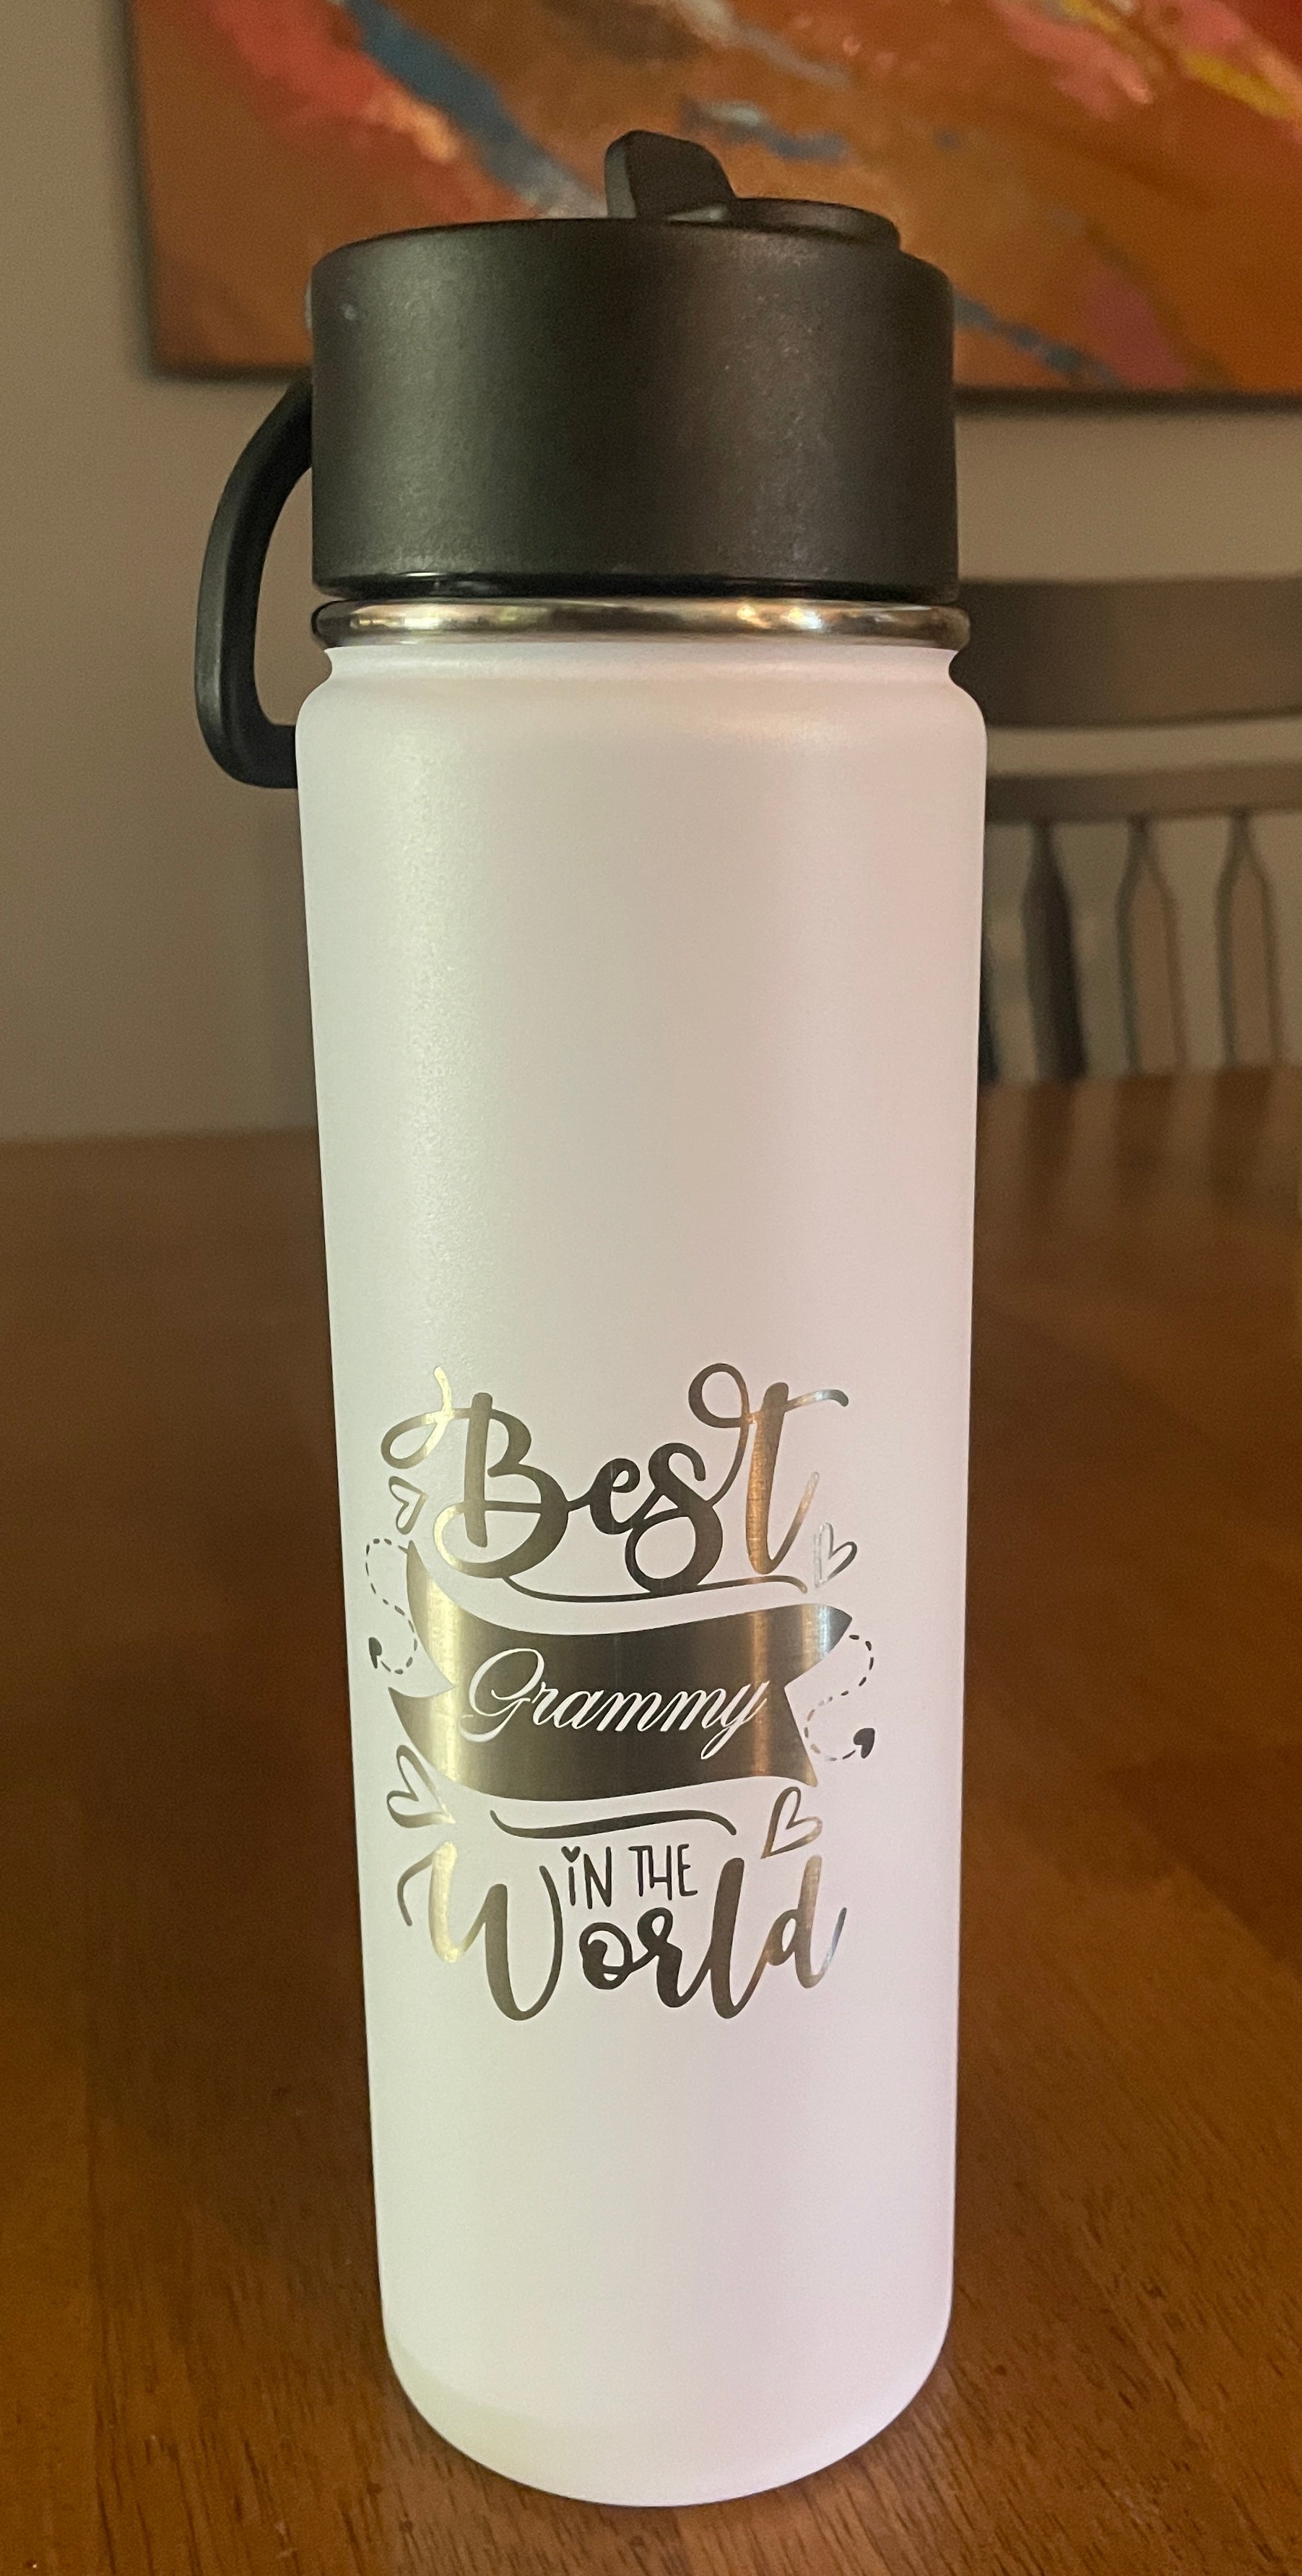 Best
Grammy
iN THE
World